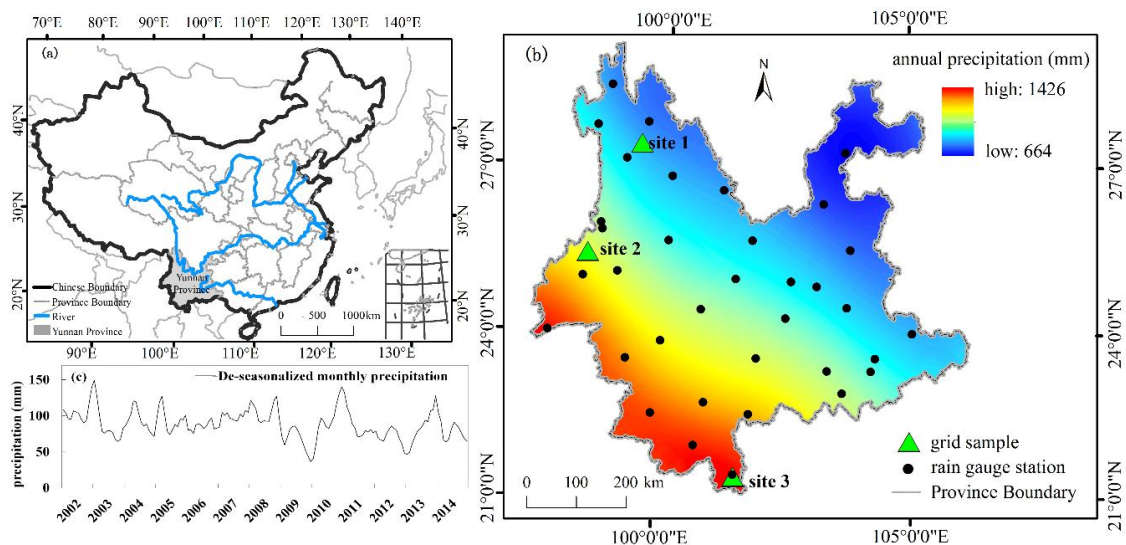 70°E 80°E 85°E 90°E 95°E 100°E 105°E 110°E 115°E 120°E 125°E 130°E 140°E
(a)
40°N
30°N
20°N
40°N
30°N
20°N
Yunnan
Province
Chinese Boundary
Province Boundary
River
Yunnan Province
0 500 1000km
90°E 100°E 110°E 120°E 130°E
(c)
De-seasonalized monthly precipitation
precipitation (mm)
150
100
50
0
2002 2003 2004 2005 2006 2007 2008 2009 2010 2011 2012 2013 2014
100°0'0"E 105°0'0"E
(b)
N
annual precipitation (mm)
high: 1426
low: 664
27°0'0"N
24°0'0"N
21°0'0"N
27°0'0"N
24°0'0"N
21°0'0"N
site 1
site 2
site 3
grid sample
rain gauge station
Province Boundary
0 100 200 km
100°0'0"E 105°0'0"E